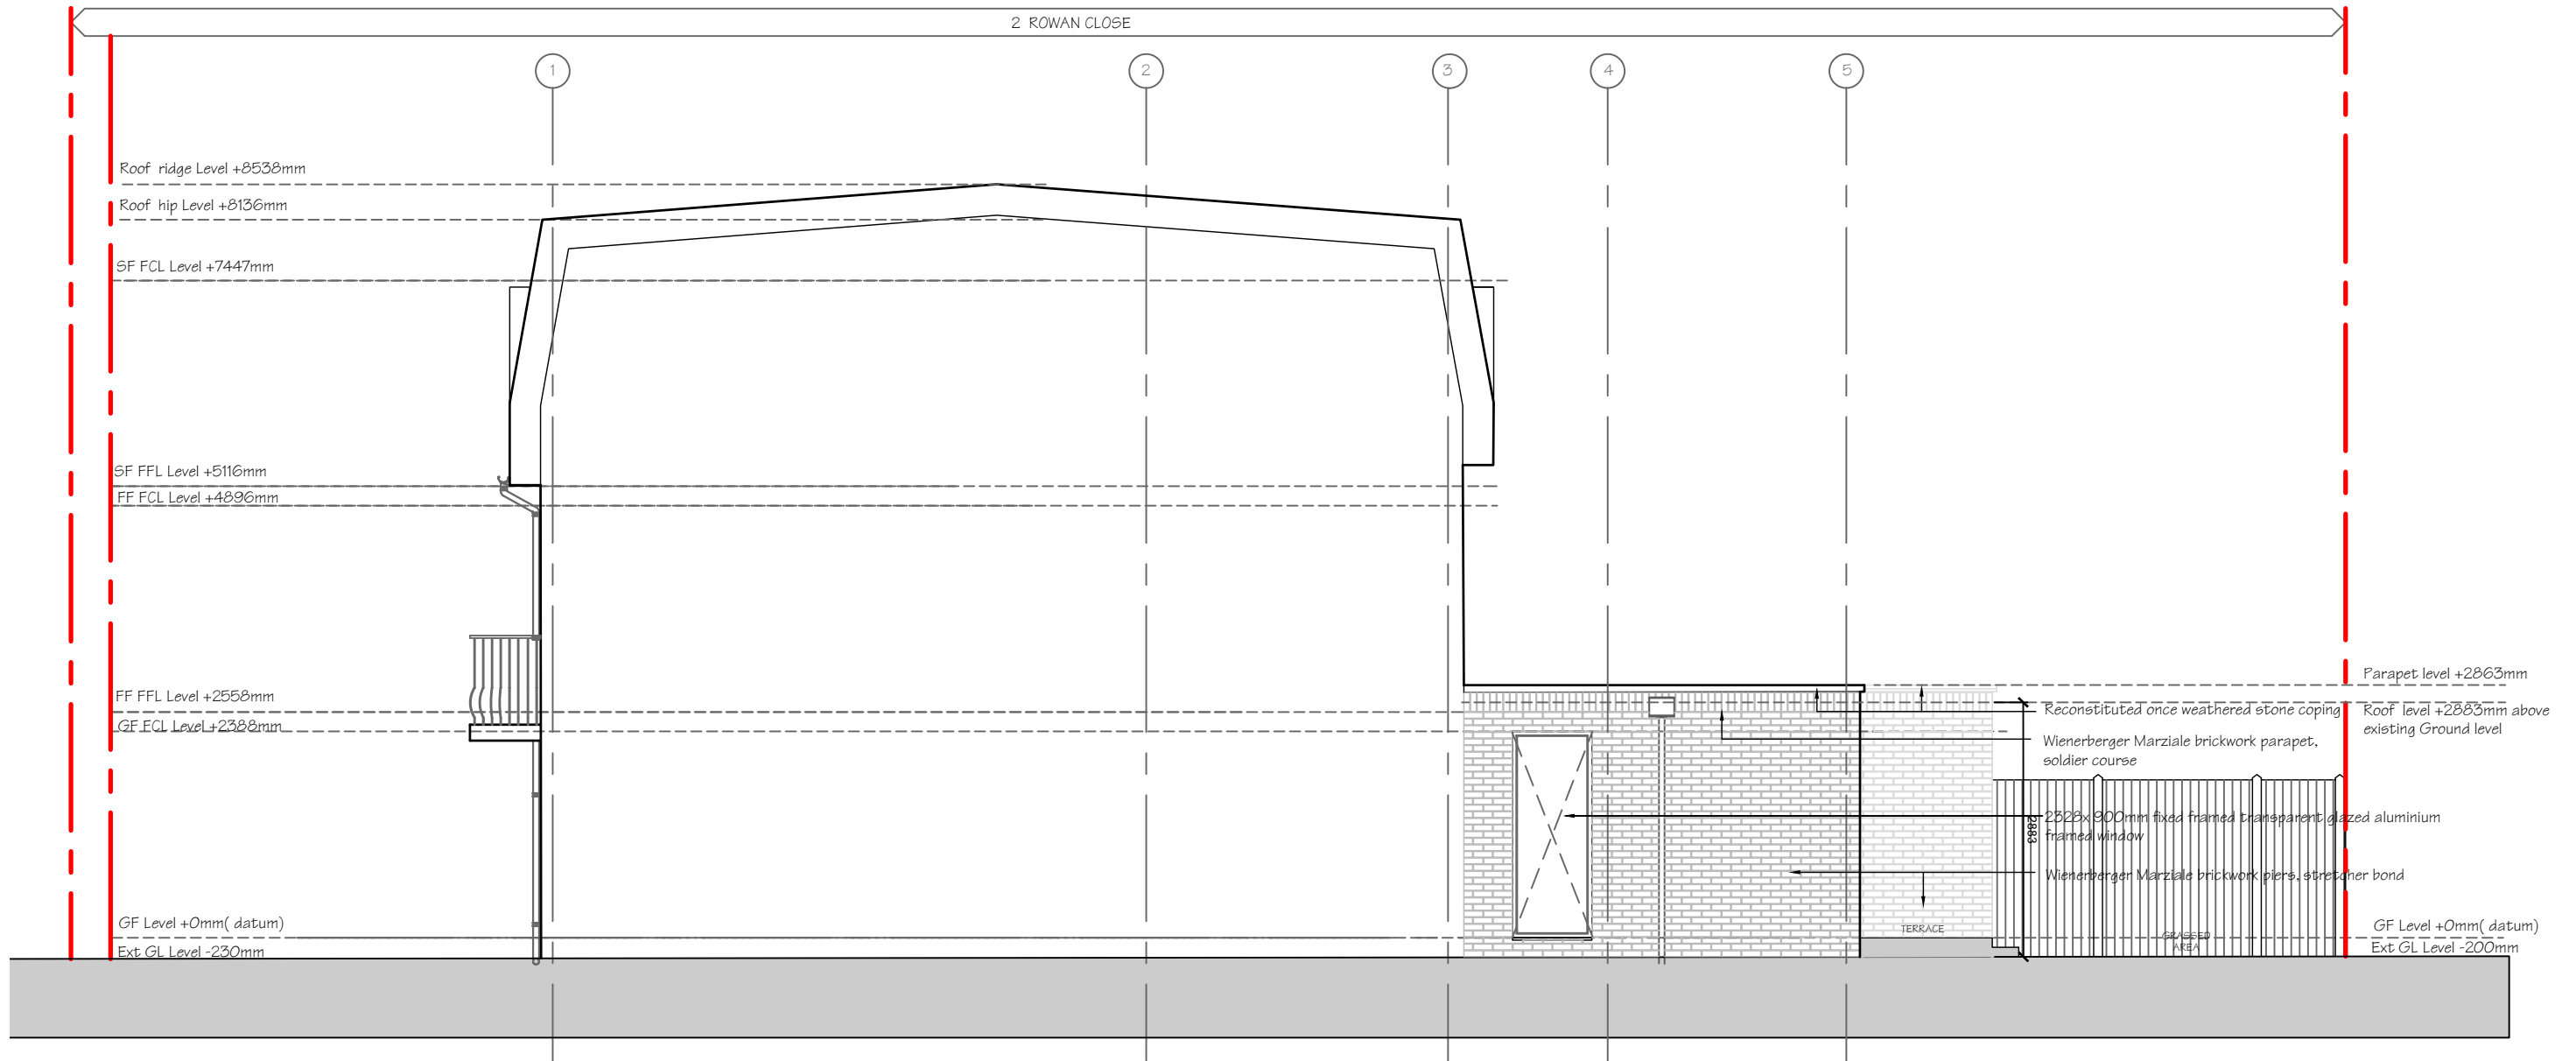 2 ROWAN CLOSE
1
2
3
4
5
Roof ridge Level +8538mm
Roof hip Level +8136mm
SF FCL Level +7447mm
SF FFL Level +5116mm
FF FCL Level +4896mm
FF FFL Level +2558mm
GF FCL Level +2388mm
GF Level +0mm( datum)
Ext GL Level -230mm
Parapet level +2863mm
Reconstituted once weathered stone coping
Roof level +2883mm above
existing Ground level
Wienerberger Marziale brickwork parapet,
soldier course
2328x 900mm fixed framed transparent glazed aluminium
framed window
2883
Wienerberger Marziale brickwork piers, stretcher bond
TERRACE
GRASSED
AREA
GF Level +0mm( datum)
Ext GL Level -200mm